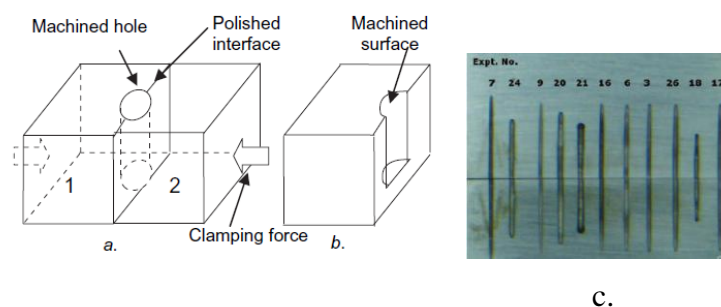 Machined hole
Polished
interface
Machined
surface
1
2
a.
Clamping force
b.
Expt. No.
7 24 9 20 21 16 6 3 26 18 17
c.